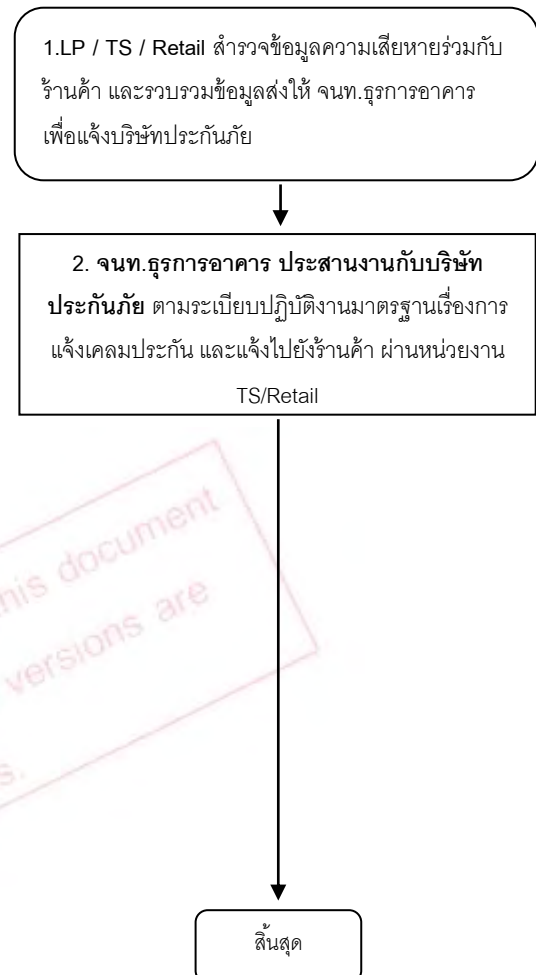 1.LP / TS / Retail สำรวจข้อมูลความเสียหายร่วมกับ
ร้านค้า และรวบรวมข้อมูลส่งให้ จนท.ธุรการอาคาร
เพื่อแจ้งบริษัทประกันภัย
2. จนท.ธุรการอาคาร ประสานงานกับบริษัท
ประกันภัย ตามระเบียบปฏิบัติงานมาตรฐานเรื่องการ
แจ้งเคลมประกัน และแจ้งไปยังร้านค้า ผ่านหน่วยงาน
TS/Retail
his document
versions are
s.
สิ้นสุด